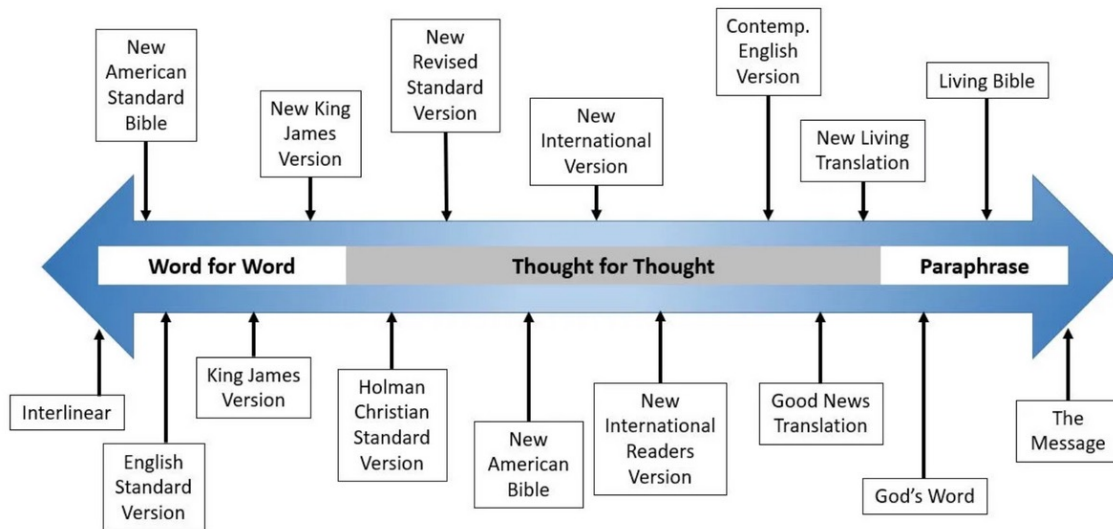 New
American
Standard
Bible
New King
James
Version
New
Revised
Standard
Version
New
International
Version
Contemp.
English
Version
New Living
Translation
Living Bible
Word for Word
Thought for Thought
Paraphrase
Interlinear
English
Standard
Version
King James
Version
Holman
Christian
Standard
Version
New
American
Bible
New
International
Readers
Version
Good News
Translation
God's Word
The
Message